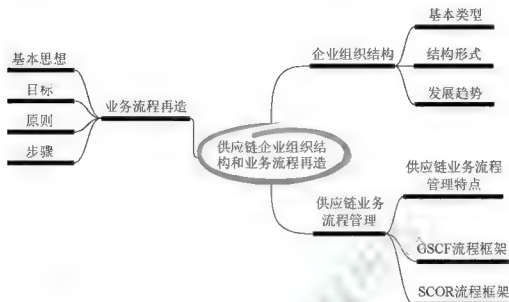 基本思想
目标
原则
步骤
业务流程再造
供应链企业组织结
构和业务流程再造
企业组织结构
基本类型
结构形式
发展趋势
供应链业务
流程管理
供应链业务流程
管理特点
GSCF流程框架
SCOR流程框架